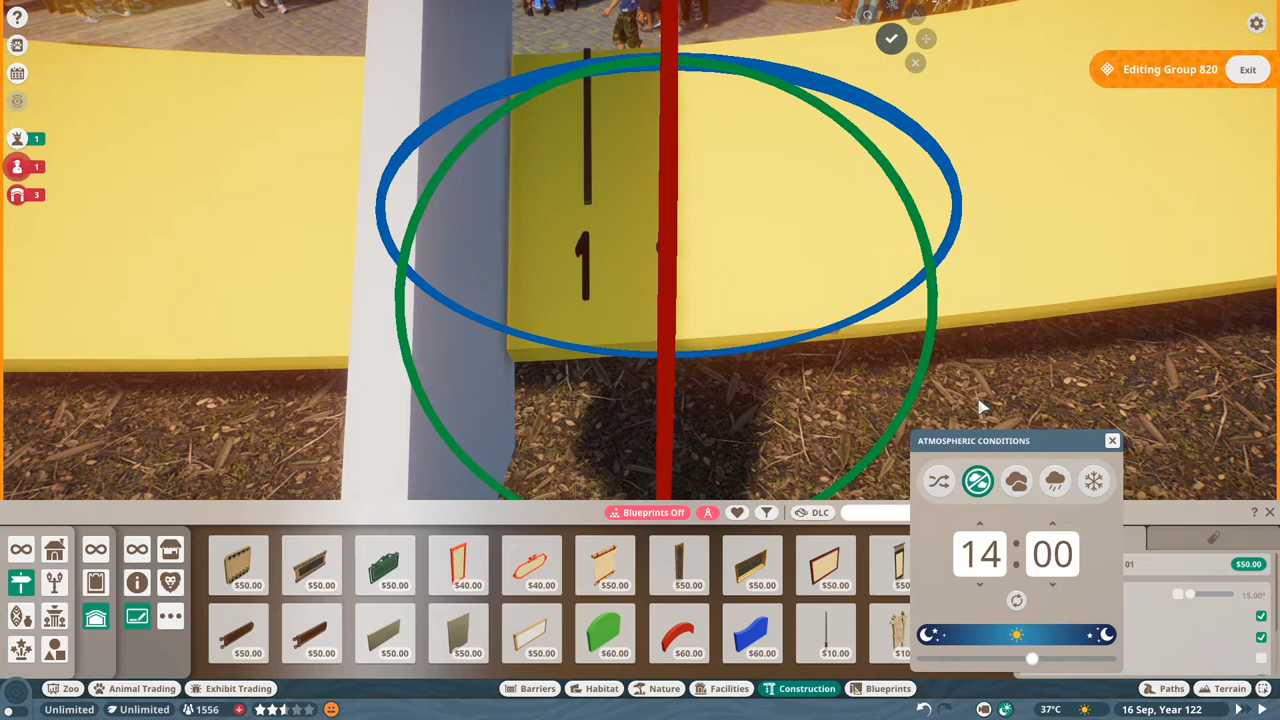 ?
Editing Group 820 Exit
1
1
3
1
ATMOSPHERIC CONDITIONS
14 : 00
Blueprints Off DLC ?
$50.00 $50.00 $50.00 $40.00 $40.00 $50.00 $50.00 $50.00 $50.00
$50.00 $50.00 $50.00 $50.00 $50.00 $60.00 $60.00 $60.00 $10.00
01 $50.00
15.00°
Zoo Animal Trading Exhibit Trading Barriers Habitat Nature Facilities Construction Blueprints Paths Terrain
Unlimited Unlimited 1556 37°C 16 Sep, Year 122